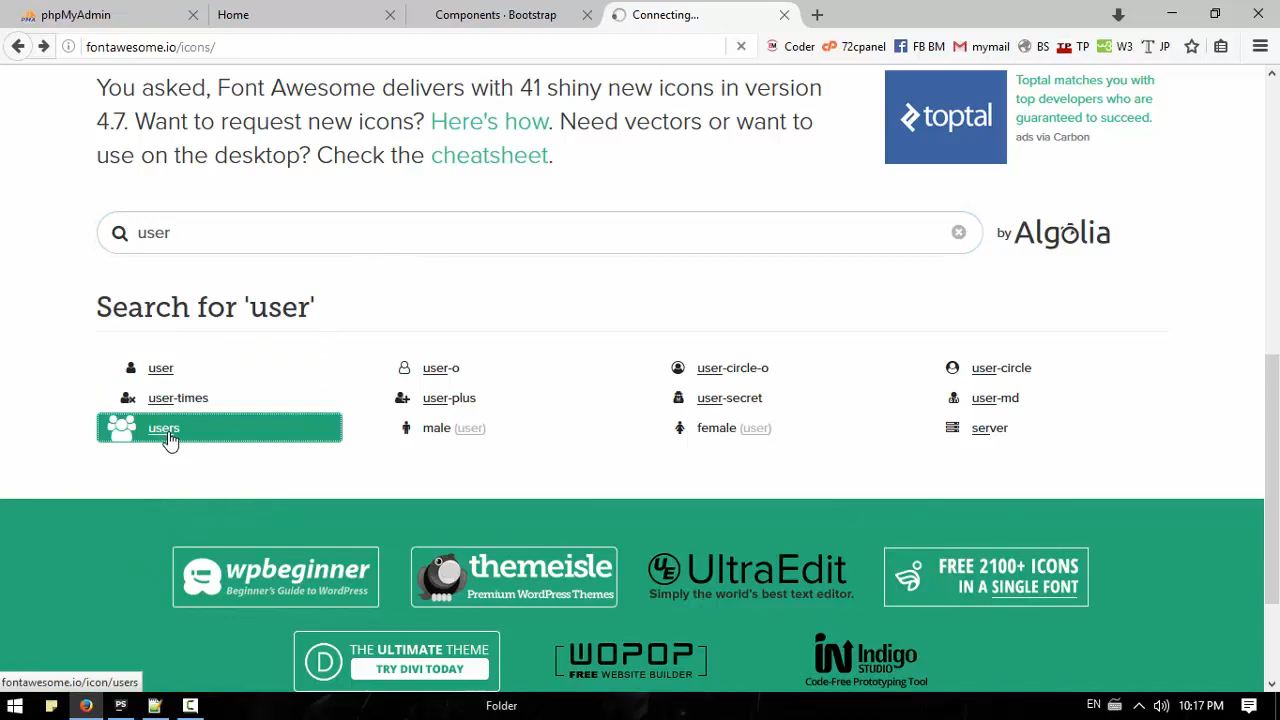 phpMyAdmin
Home
Components · Bootstrap
Connecting...
fontawesome.io/icons/
Coder
72cpanel
FB BM
mymail
BS
TP
W3
JP
You asked, Font Awesome delivers with 41 shiny new icons in version
4.7. Want to request new icons? Here's how. Need vectors or want to
use on the desktop? Check the cheatsheet.
toptal
Toptal matches you with
top developers who are
guaranteed to succeed.
ads via Carbon
user
by Algolia
Search for 'user'
user
user-o
user-circle-o
user-circle
user-times
user-plus
user-secret
user-md
users
male (user)
female (user)
server
wpbeginner
Beginner's Guide to WordPress
themeisle
Premium WordPress Themes
UE UltraEdit
Simply the world's best text editor.
FREE 2100+ ICONS
IN A SINGLE FONT
D
THE ULTIMATE THEME
TRY DIVI TODAY
WOPOP
FREE WEBSITE BUILDER
in Indigo
STUDIO
Code-Free Prototyping Tool
fontawesome.io/icon/users
Folder
EN
10:17 PM